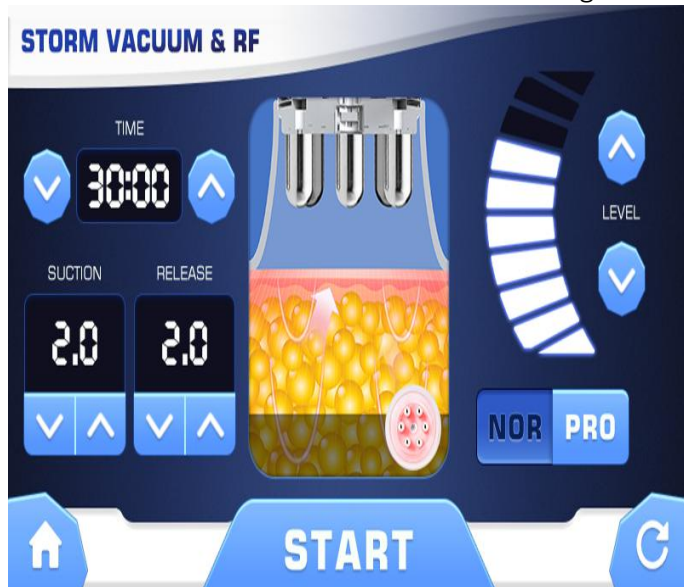 STORM VACUUM & RF
TIME
30:00
LEVEL
SUCTION RELEASE
2.0 2.0
NOR PRO
START